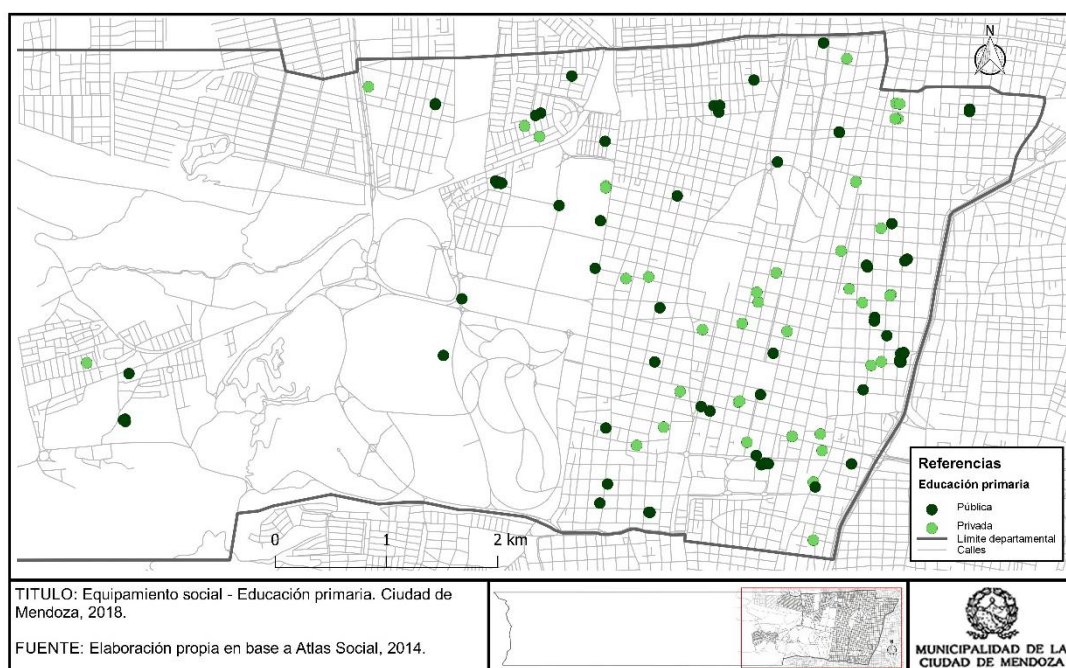 N
Referencias
Educación primaria
Pública
Privada
Límite departamental
Calles
0 1 2 km
TITULO: Equipamiento social - Educación primaria. Ciudad de
Mendoza, 2018.
FUENTE: Elaboración propia en base a Atlas Social, 2014.
MUNICIPALIDAD DE LA
CIUDAD DE MENDOZA